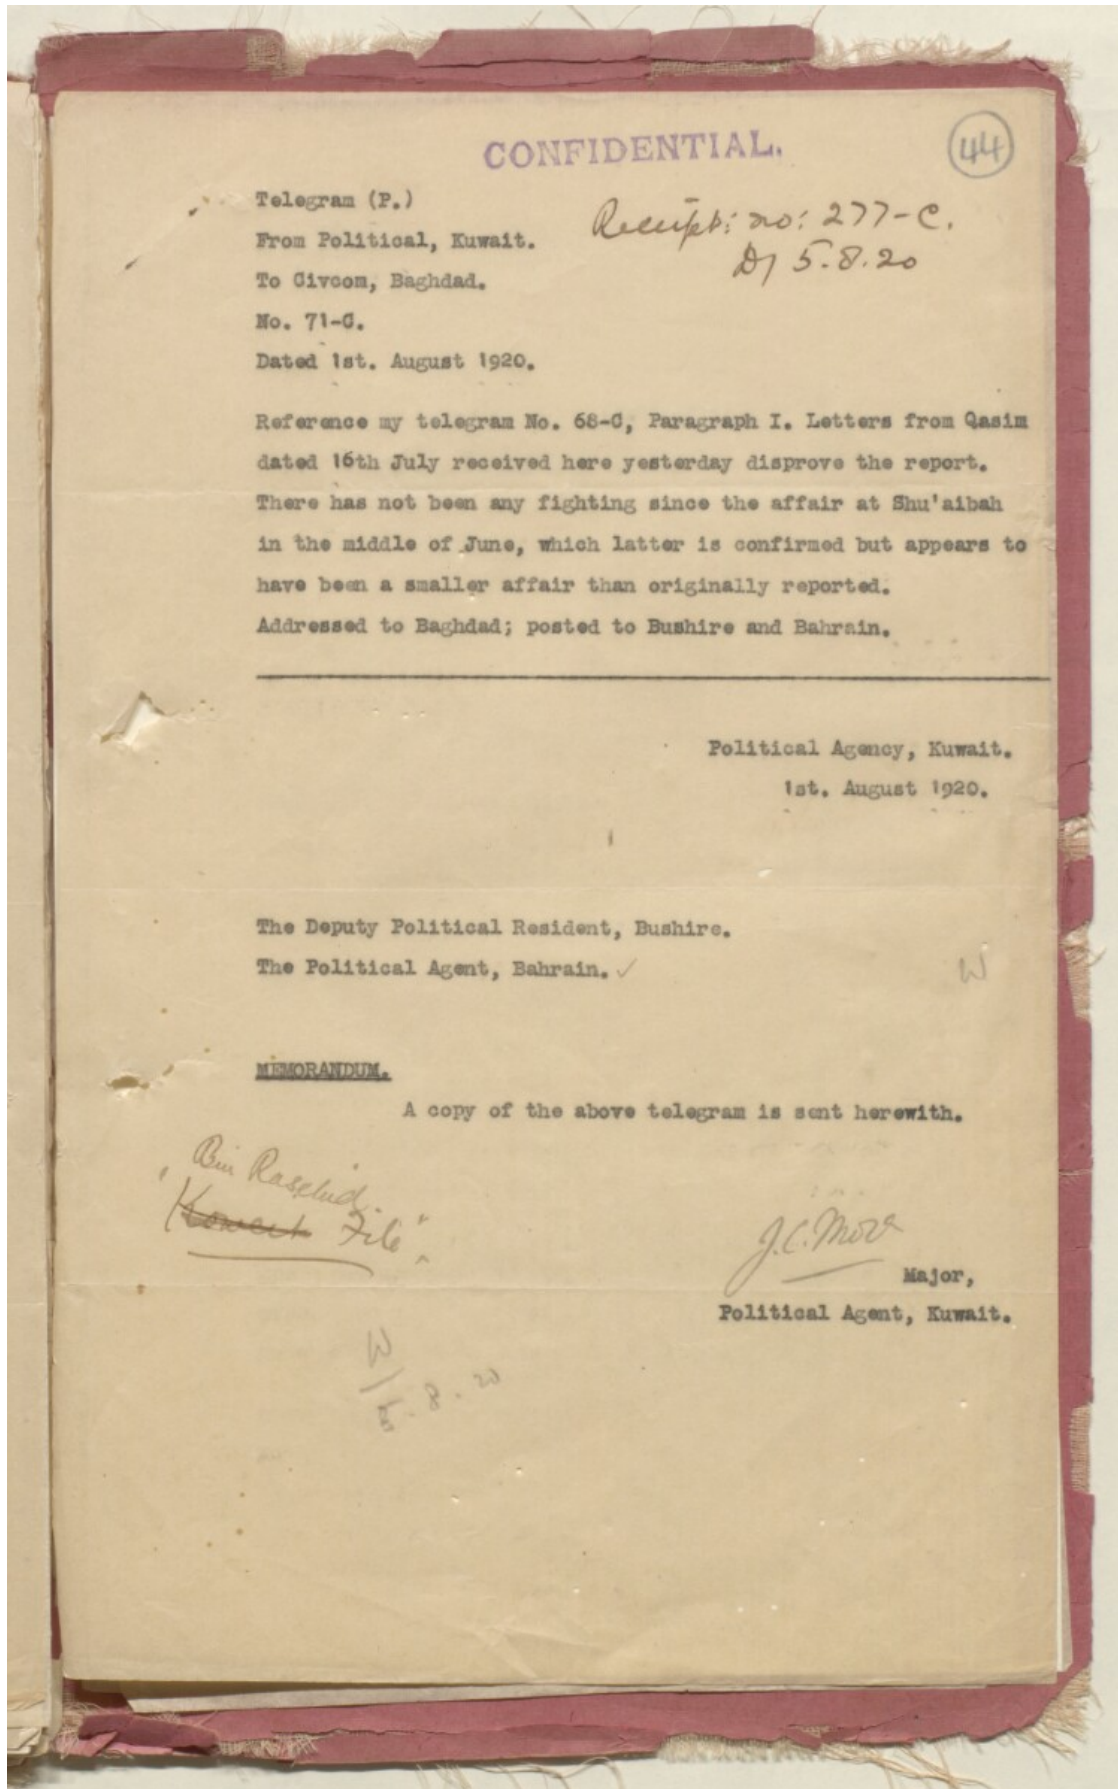 CONFIDENTIAL.
44
Telegram (P.)
Receipt: no: 277-C.
D/ 5.8.20
From Political, Kuwait.
To Civcom, Baghdad.
No. 71-C.
Dated 1st. August 1920.
Reference my telegram No. 68-C, Paragraph I. Letters from Qasim
dated 16th July received here yesterday disprove the report.
There has not been any fighting since the affair at Shu'aibah
in the middle of June, which latter is confirmed but appears to
have been a smaller affair than originally reported.
Addressed to Baghdad; posted to Bushire and Bahrain.
Political Agency, Kuwait.
1st. August 1920.
The Deputy Political Resident, Bushire.
The Political Agent, Bahrain. ✓
W
MEMORANDUM.
A copy of the above telegram is sent herewith.
Bin Rashid
"Koweit File".
J.C. More
Major,
Political Agent, Kuwait.
W/5.8.20